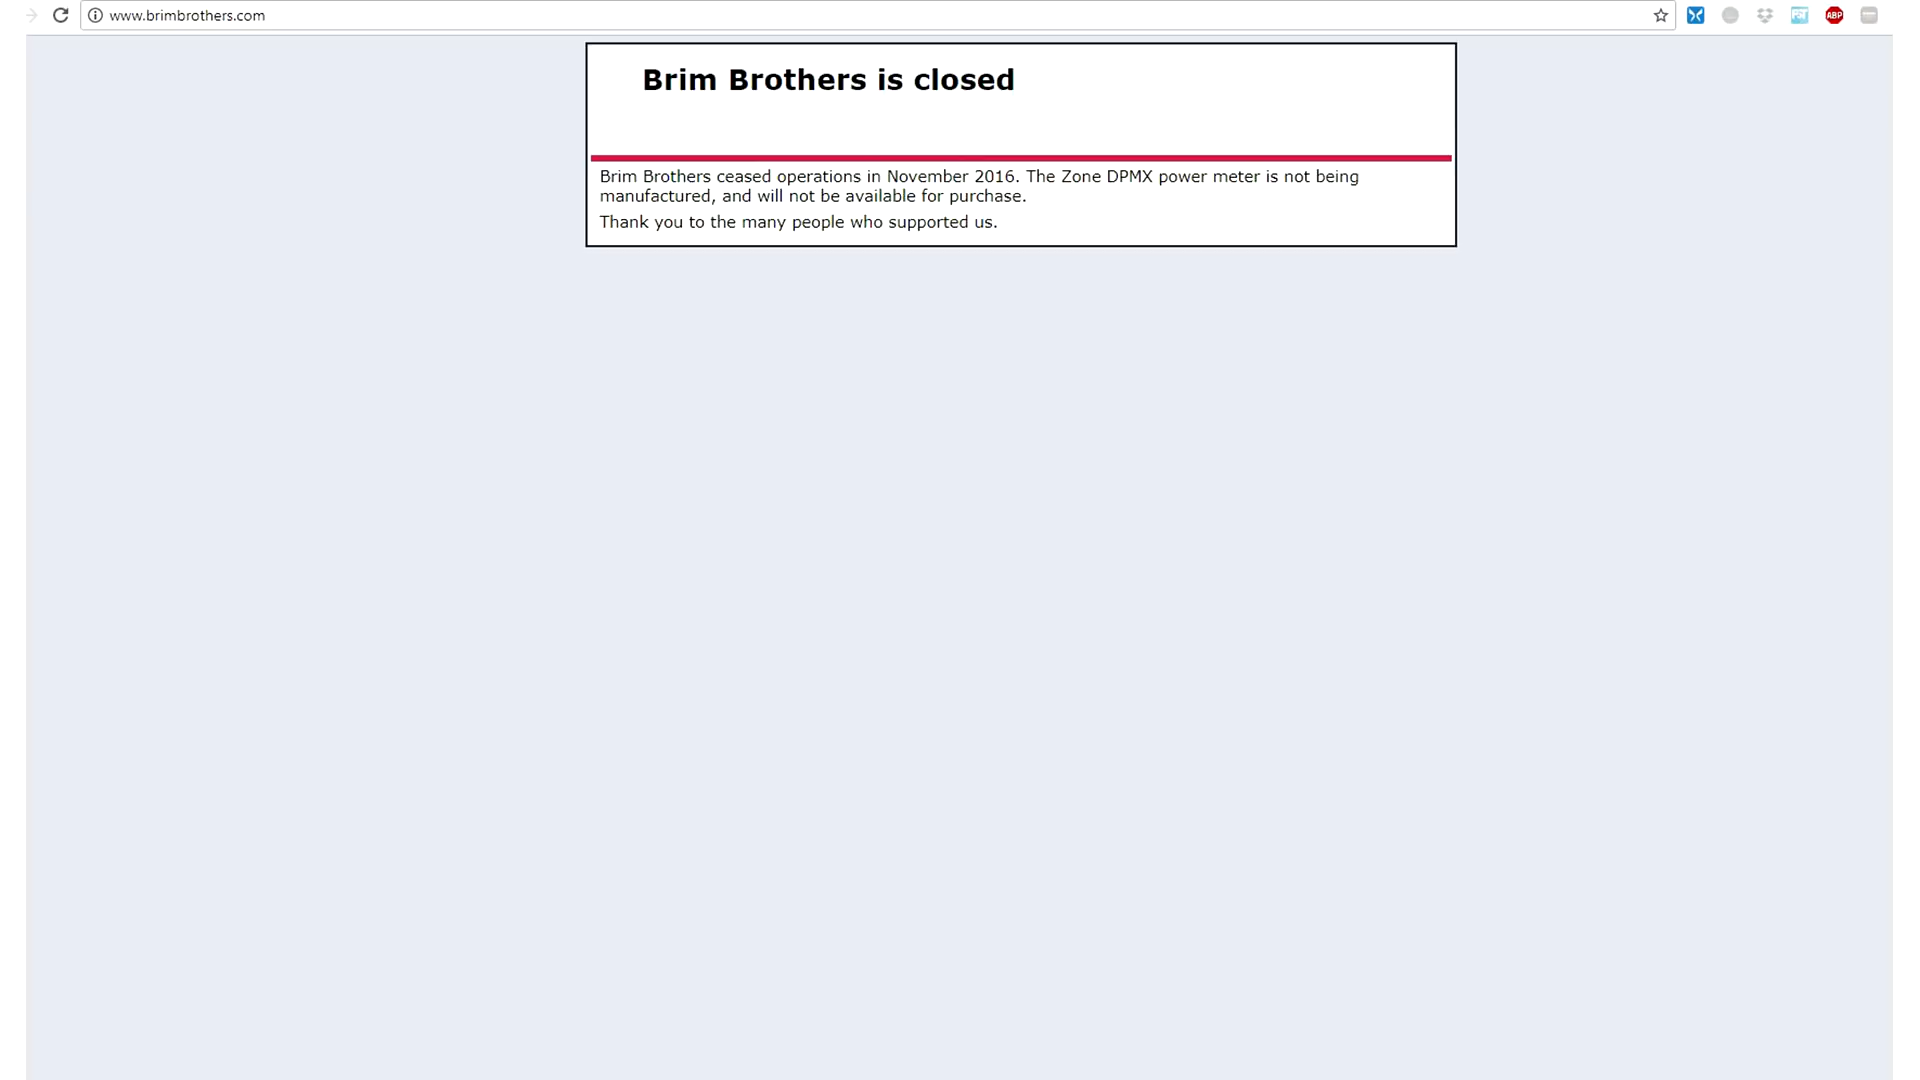 www.brimbrothers.com
ABP
Brim Brothers is closed
Brim Brothers ceased operations in November 2016. The Zone DPMX power meter is not being
manufactured, and will not be available for purchase.
Thank you to the many people who supported us.